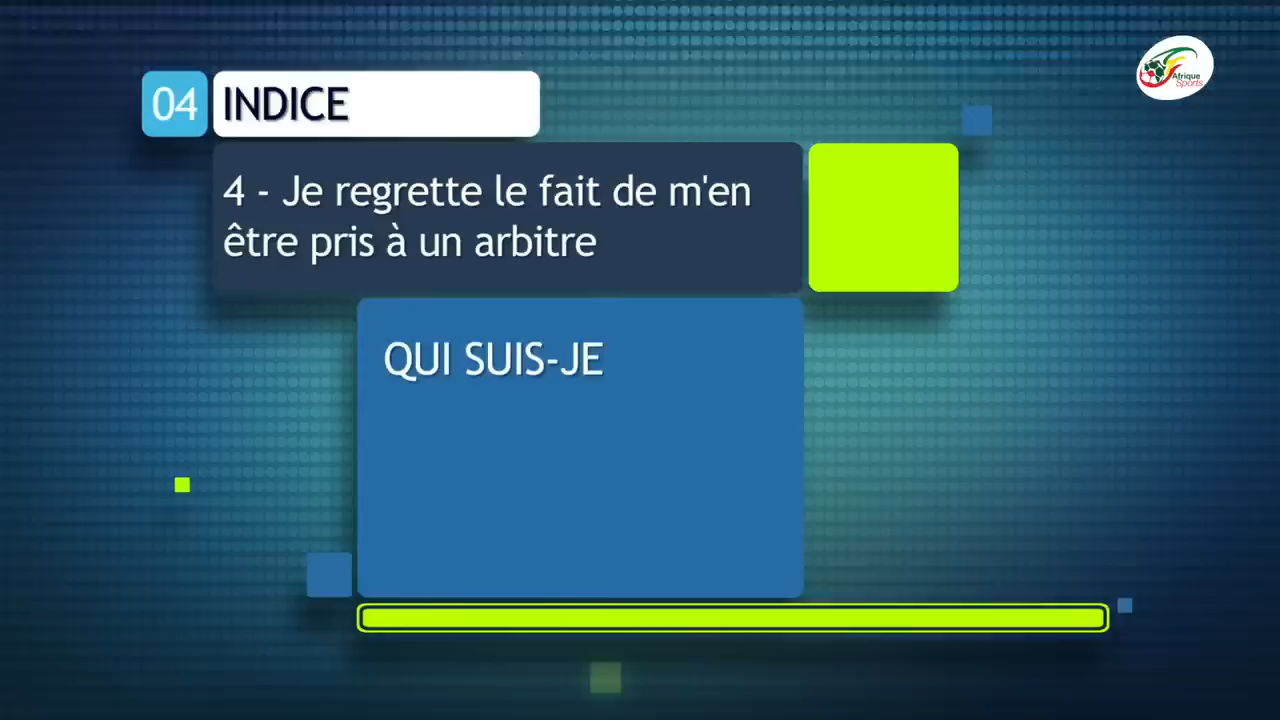 Afrique
Sports
04 INDICE
4 - Je regrette le fait de m'en
être pris à un arbitre
QUI SUIS-JE